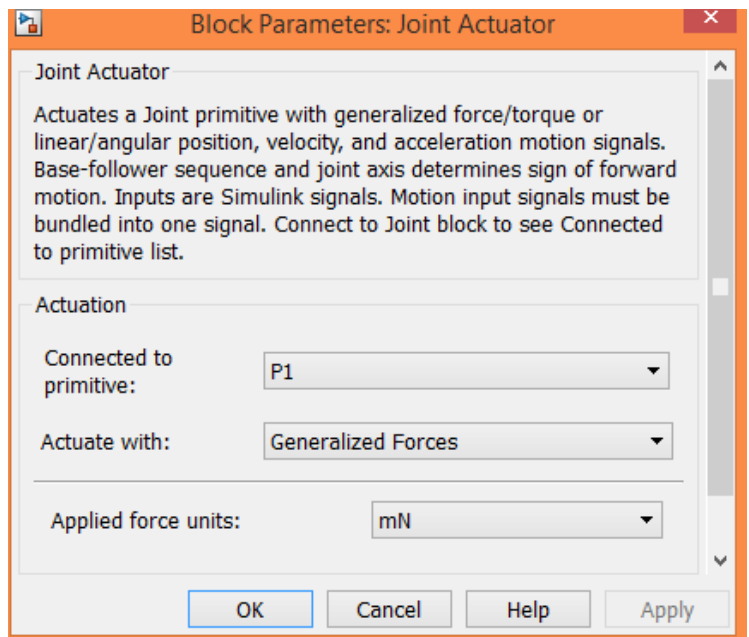 Block Parameters: Joint Actuator
Joint Actuator
Actuates a Joint primitive with generalized force/torque or
linear/angular position, velocity, and acceleration motion signals.
Base-follower sequence and joint axis determines sign of forward
motion. Inputs are Simulink signals. Motion input signals must be
bundled into one signal. Connect to Joint block to see Connected
to primitive list.
Actuation
Connected to
primitive:
P1
Actuate with:
Generalized Forces
Applied force units:
mN
OK
Cancel
Help
Apply